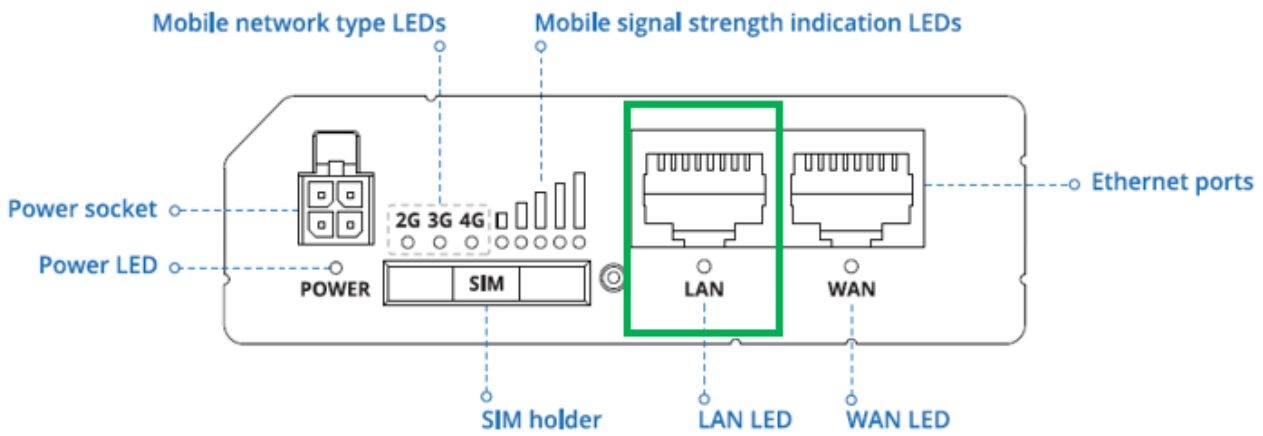 Mobile network type LEDs
Mobile signal strength indication LEDs
Ethernet ports
Power socket
2G 3G 4G
Power LED
POWER
SIM
LAN
WAN
SIM holder
LAN LED
WAN LED